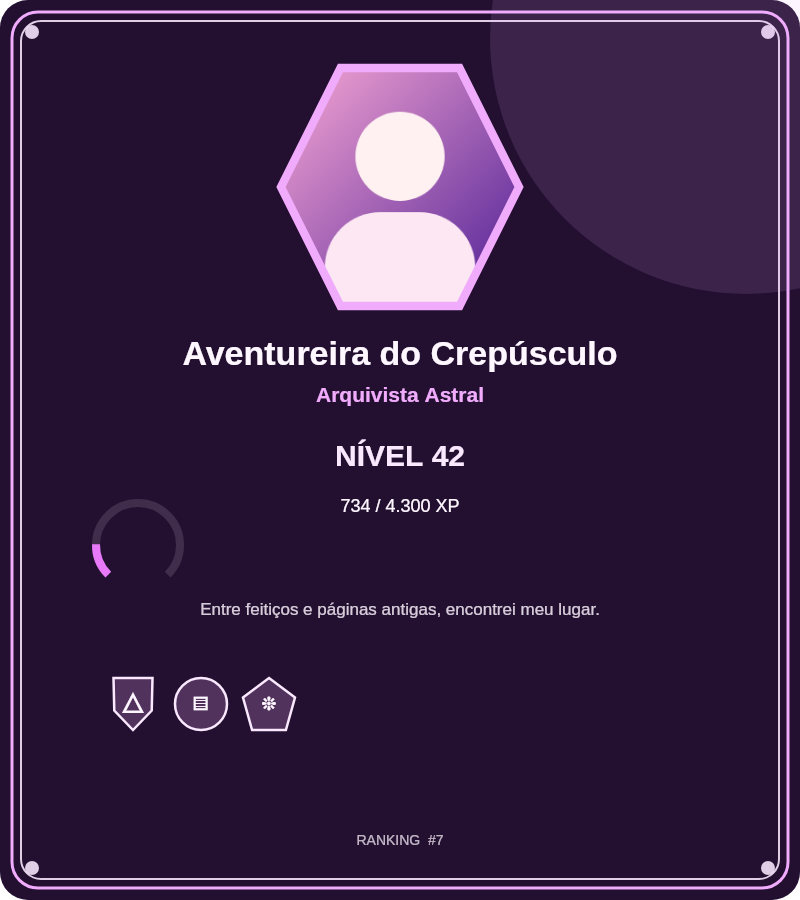 Aventureira do Crepúsculo
Arquivista Astral
NÍVEL 42
734 / 4.300 XP
Entre feitiços e páginas antigas, encontrei meu lugar.
RANKING #7